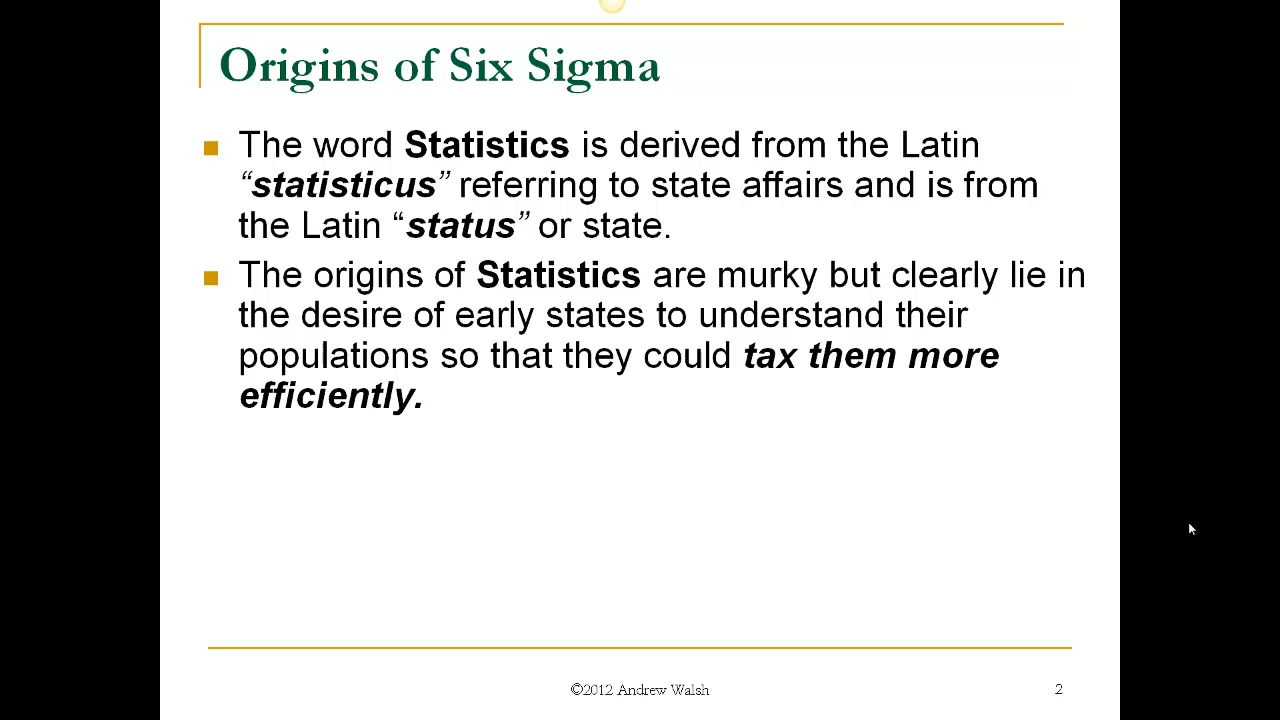 Origins of Six Sigma
The word Statistics is derived from the Latin
“statisticus” referring to state affairs and is from
the Latin “status” or state.
The origins of Statistics are murky but clearly lie in
the desire of early states to understand their
populations so that they could tax them more
efficiently.
©2012 Andrew Walsh
2